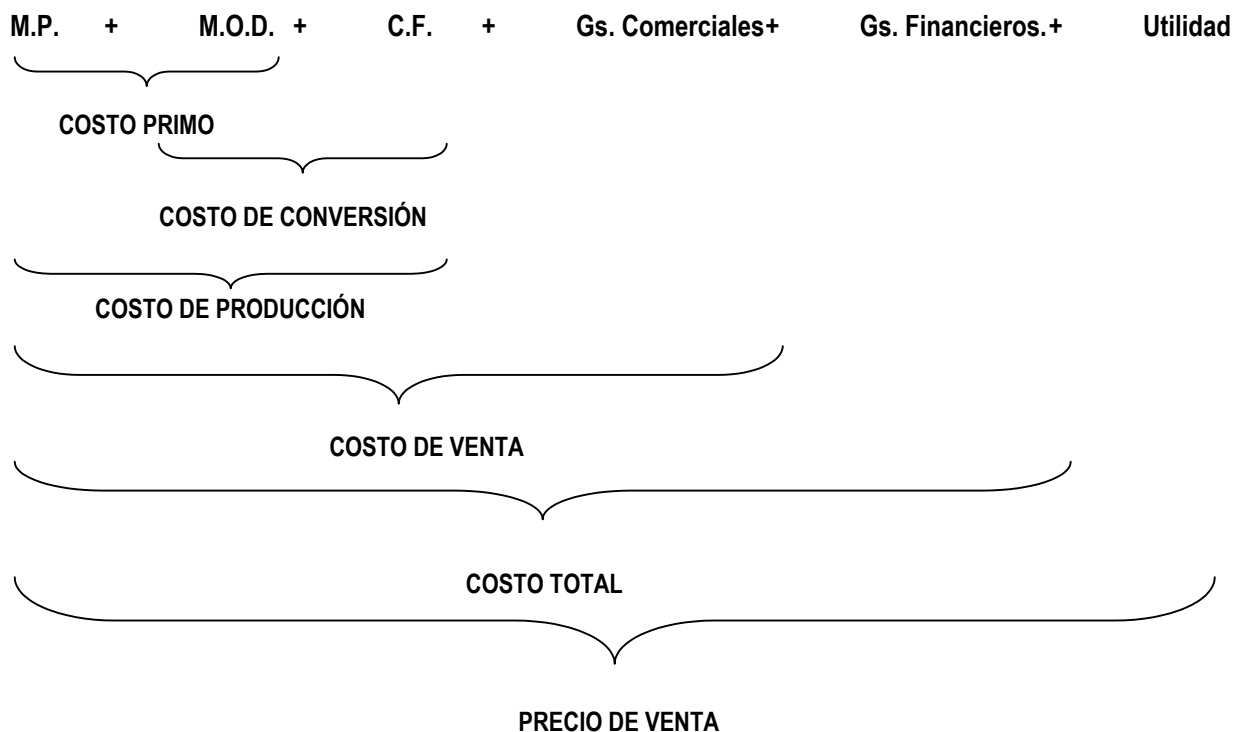 M.P. + M.O.D. + C.F. + Gs. Comerciales+ Gs. Financieros.+ Utilidad
COSTO PRIMO
COSTO DE CONVERSIÓN
COSTO DE PRODUCCIÓN
COSTO DE VENTA
COSTO TOTAL
PRECIO DE VENTA